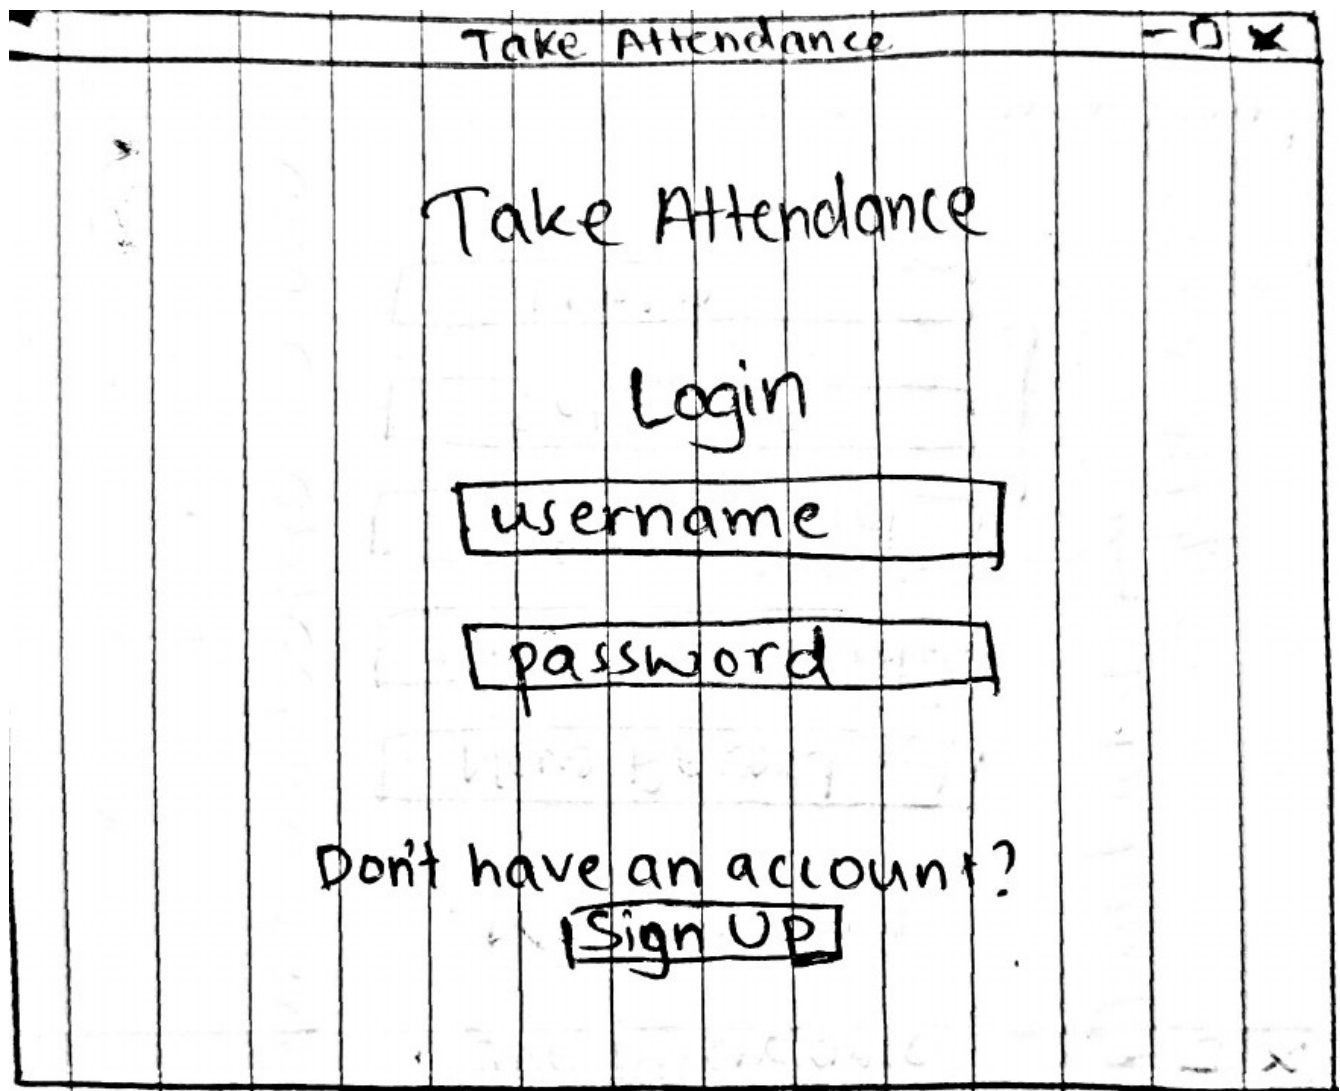 Take Attendance
Take Attendance
Login
username
password
Don't have an account?
Sign Up